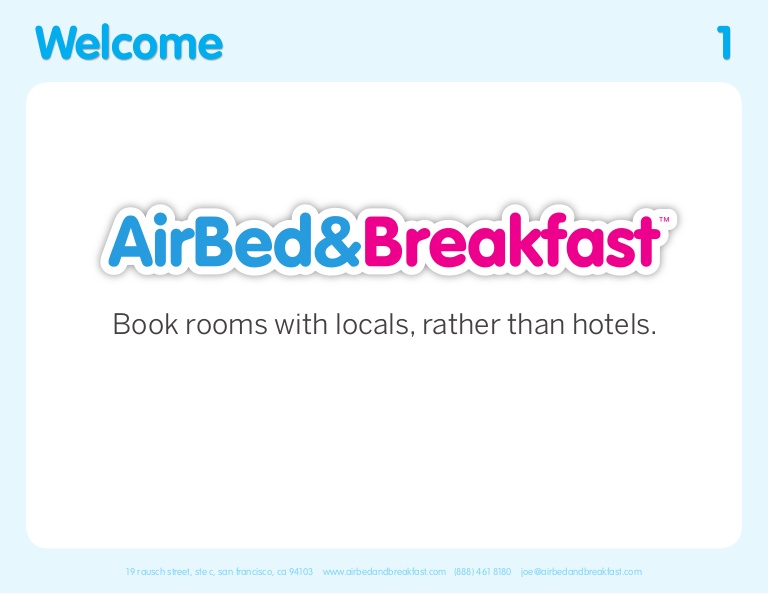 Welcome
1
AirBed&Breakfast™
Book rooms with locals, rather than hotels.
19 rausch street, ste c, san francisco, ca 94103 www.airbedandbreakfast.com (888) 461 8180 joe@airbedandbreakfast.com